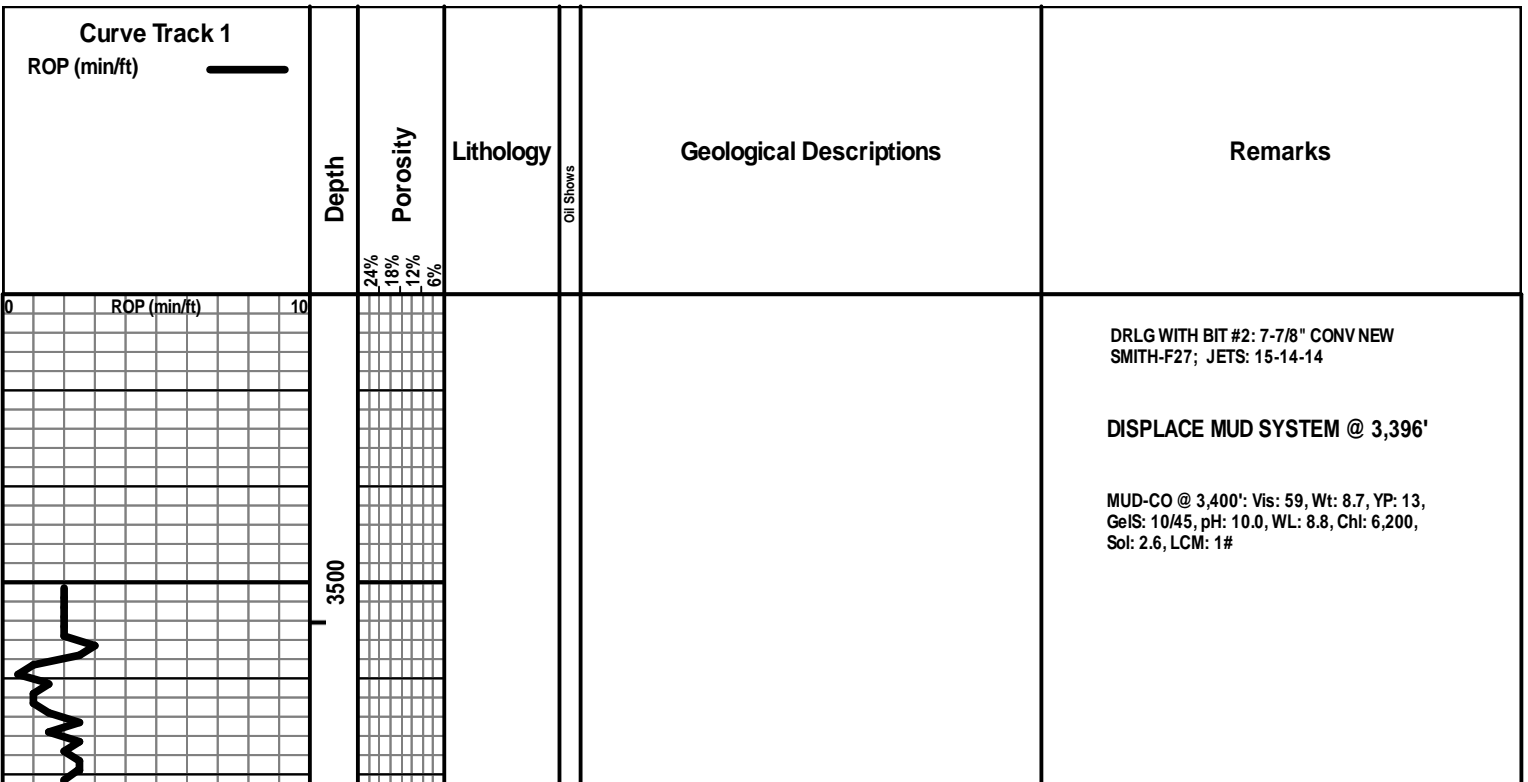 Curve Track 1
ROP (min/ft)
Depth
Porosity
24%
18%
12%
6%
Lithology
Oil Shows
Geological Descriptions
Remarks
0 ROP (min/ft) 10
3500
DRLG WITH BIT #2: 7-7/8" CONV NEW
SMITH-F27; JETS: 15-14-14
DISPLACE MUD SYSTEM @ 3,396'
MUD-CO @ 3,400': Vis: 59, Wt: 8.7, YP: 13,
GelS: 10/45, pH: 10.0, WL: 8.8, Chl: 6,200,
Sol: 2.6, LCM: 1#